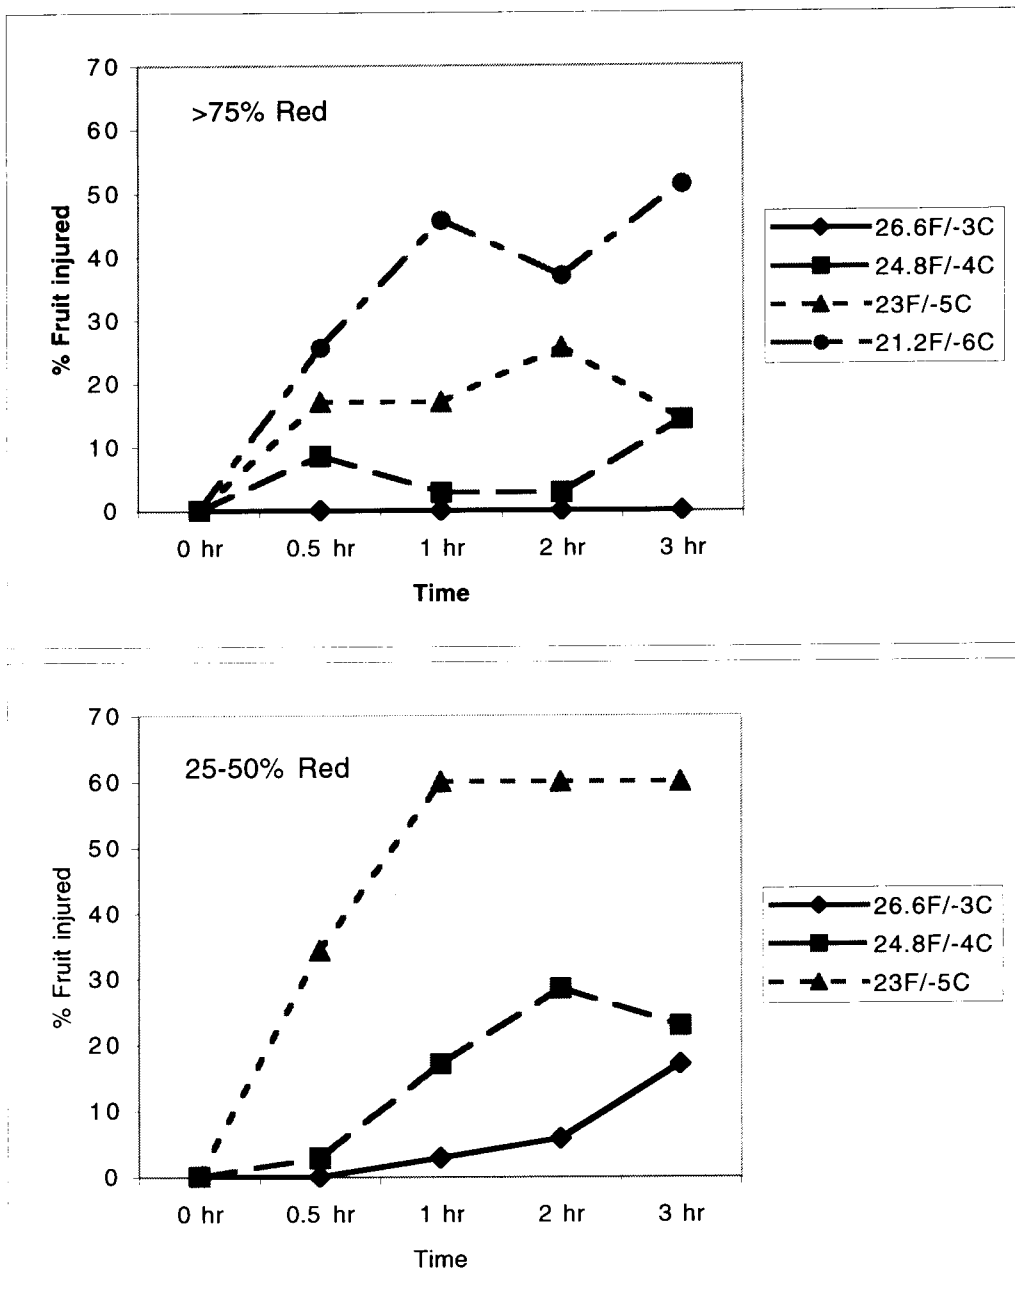 70
60
50
40
30
20
10
0
% Fruit injured
>75% Red
0 hr 0.5 hr 1 hr 2 hr 3 hr
Time
26.6F/-3C
24.8F/-4C
23F/-5C
21.2F/-6C
70
60
50
40
30
20
10
0
% Fruit injured
25-50% Red
0 hr 0.5 hr 1 hr 2 hr 3 hr
Time
26.6F/-3C
24.8F/-4C
23F/-5C